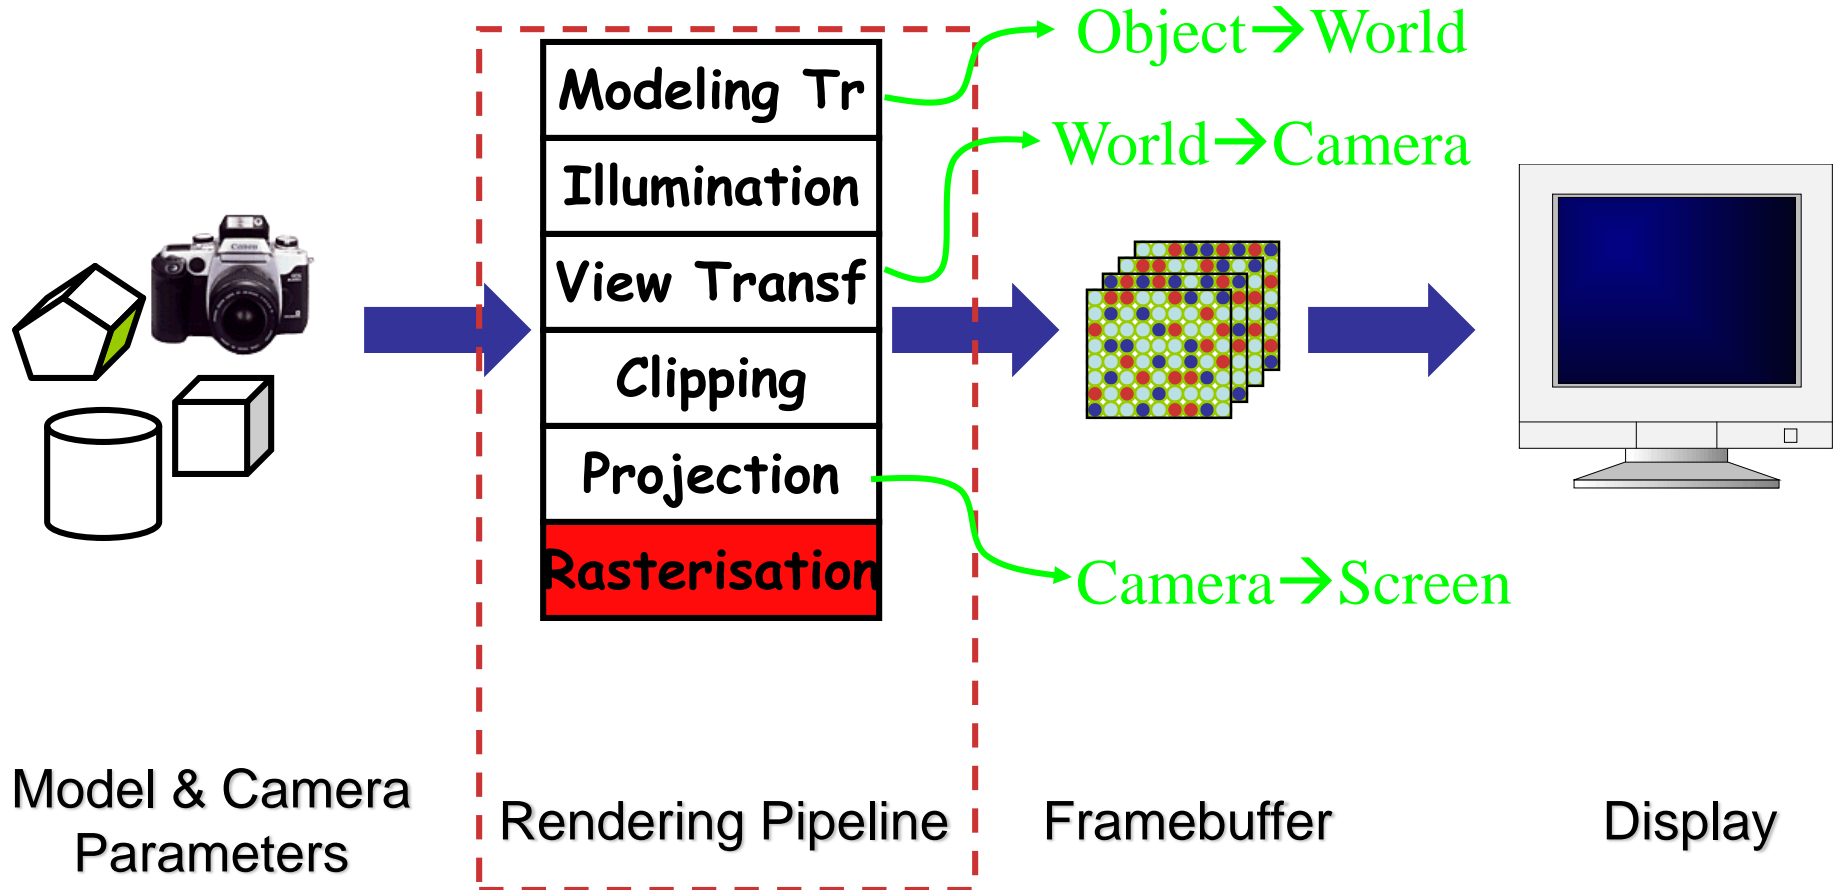 Object→World
Modeling Tr
World→Camera
Illumination
View Transf
Canon
Clipping
Projection
Rasterisation
Camera→Screen
Model & Camera
Parameters
Rendering Pipeline
Framebuffer
Display